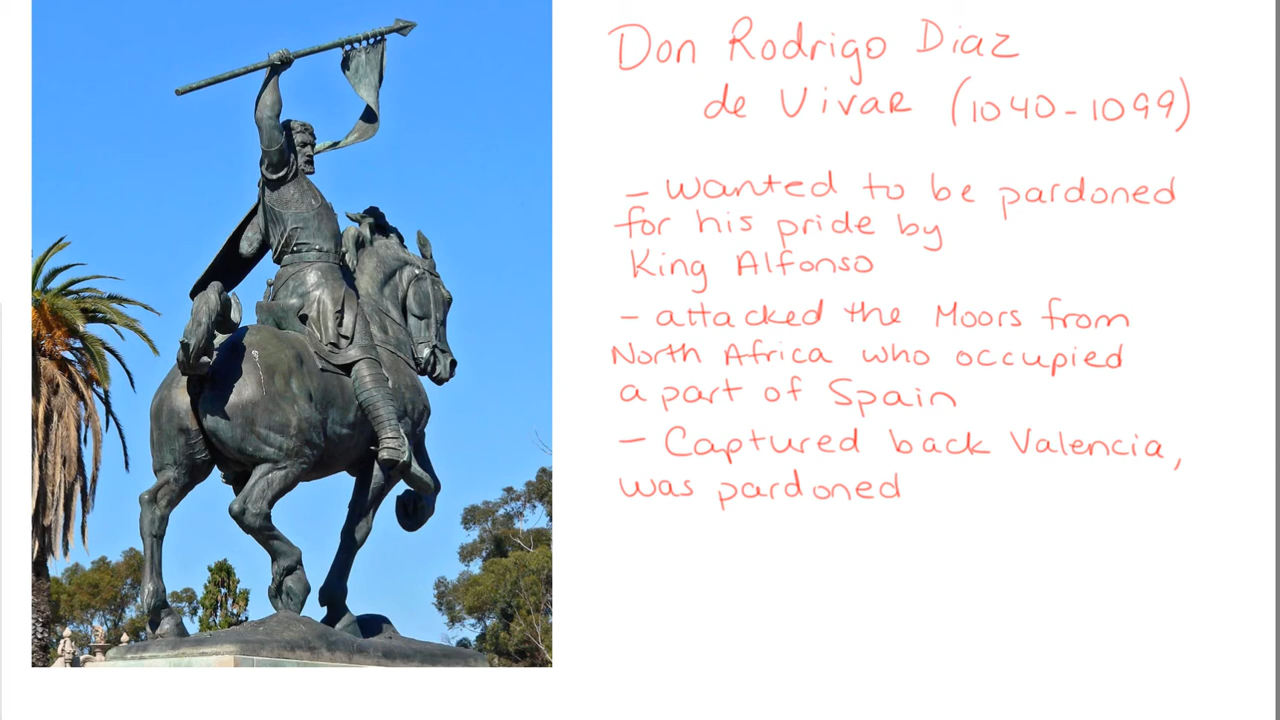 Don Rodrigo Diaz
de Vivar (1040-1099)
- wanted to be pardoned
for his pride by
King Alfonso
- attacked the Moors from
North Africa who occupied
a part of Spain
- Captured back Valencia,
was pardoned